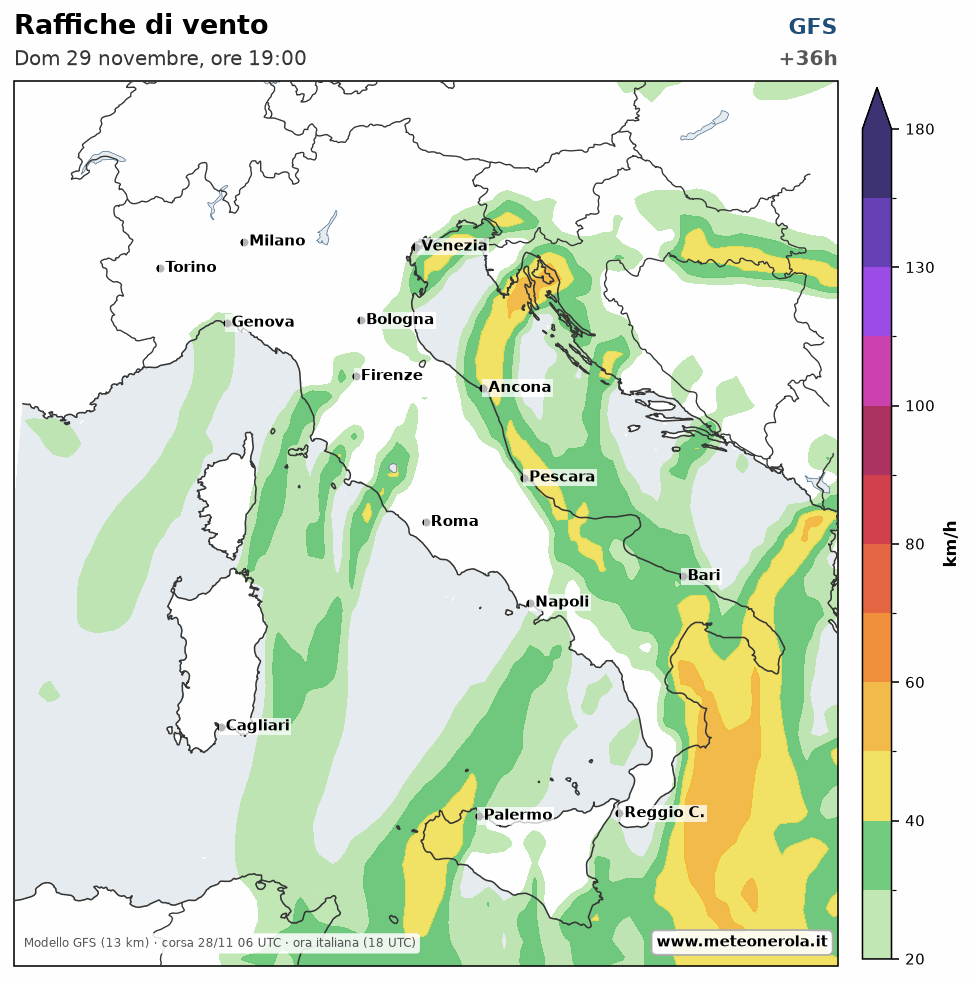 Raffiche di vento
GFS
Dom 29 novembre, ore 19:00
+36h
180
Milano
Venezia
Torino
130
Genova
Bologna
Firenze
Ancona
100
Pescara
Roma
80
km/h
Bari
Napoli
60
Cagliari
Palermo
Reggio C.
40
Modello GFS (13 km) · corsa 28/11 06 UTC · ora italiana (18 UTC)
www.meteonerola.it
20